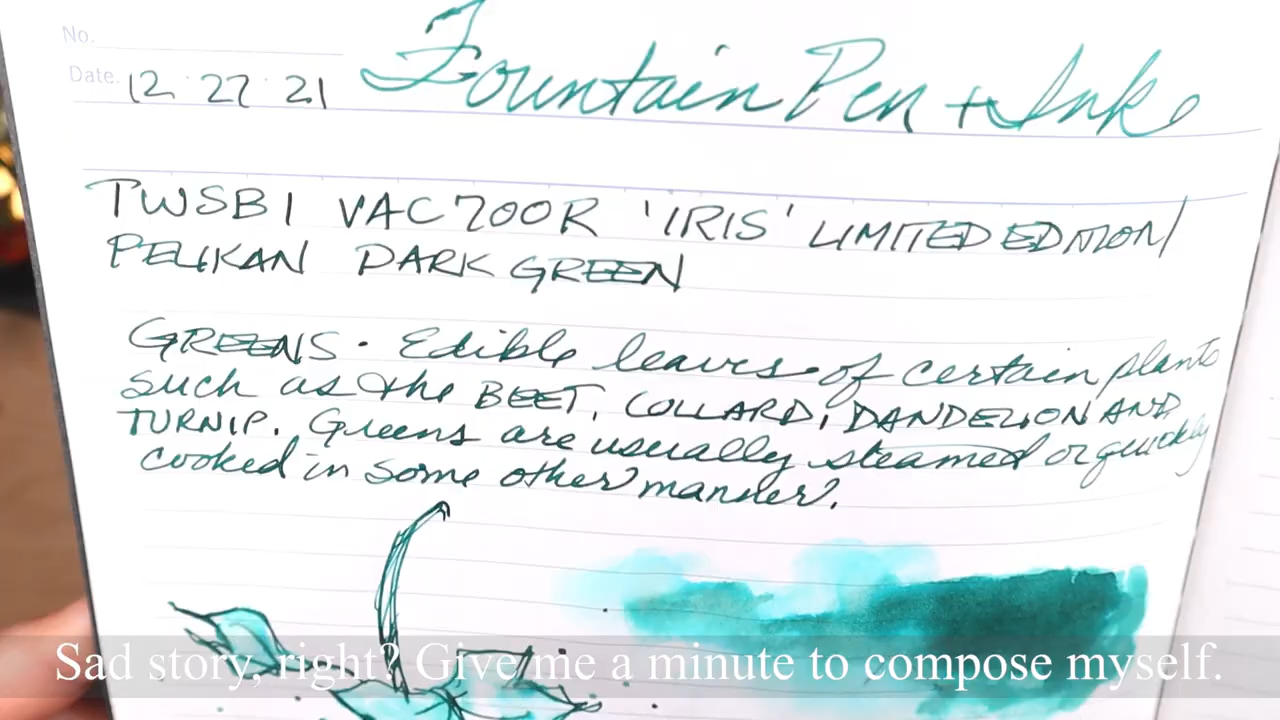 No.
Date. 12 · 27 · 21
Fountain Pen + Ink
TWSBI VAC700R 'IRIS' LIMITED EDITION/
PELIKAN DARK GREEN
GREENS. Edible leaves of certain plants
such as the BEET, COLLARD, DANDELION AND
TURNIP. Greens are usually steamed or quickly
cooked in some other manner.
Sad story, right? Give me a minute to compose myself.